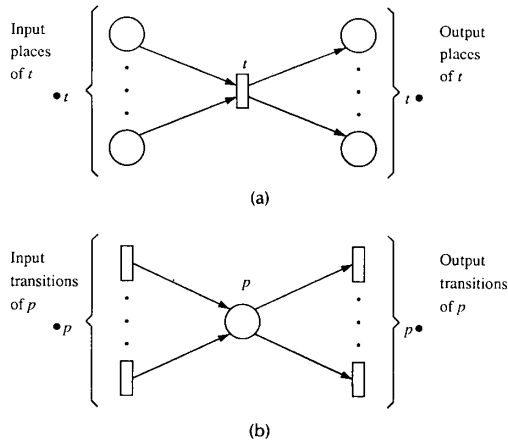 Input
places
of t
● t
t
Output
places
of t
t ●
(a)
Input
transitions
of p
● p
p
Output
transitions
of p
p ●
(b)